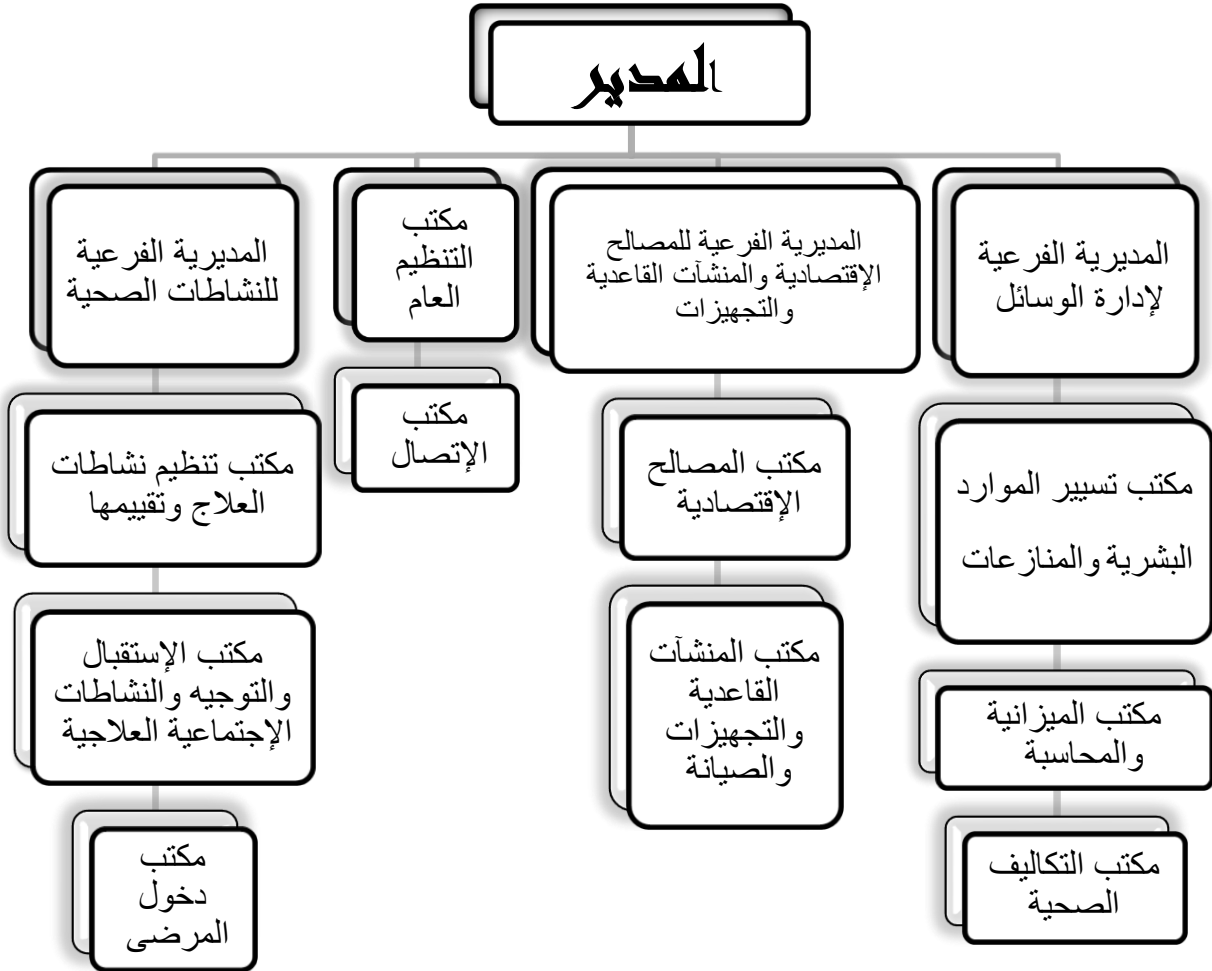 المدير
المديرية الفرعية
لإدارة الوسائل
المديرية الفرعية للمصالح
الإقتصادية والمنشآت القاعدية
والتجهيزات
مكتب
التنظيم
العام
المديرية الفرعية
للنشاطات الصحية
مكتب تسيير الموارد
البشرية والمنازعات
مكتب المصالح
الإقتصادية
مكتب
الإتصال
مكتب تنظيم نشاطات
العلاج وتقييمها
مكتب الميزانية
والمحاسبة
مكتب المنشآت
القاعدية
والتجهيزات
والصيانة
مكتب الإستقبال
والتوجيه والنشاطات
الإجتماعية العلاجية
مكتب التكاليف
الصحية
مكتب
دخول
المرضى